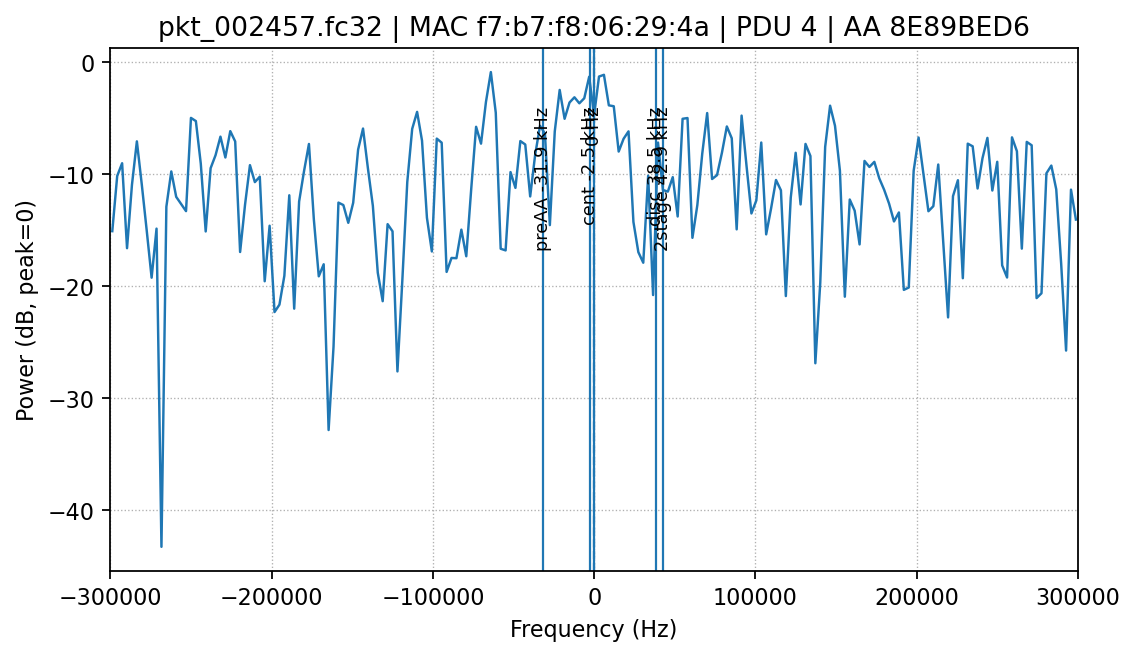 pkt_002457.fc32 | MAC f7:b7:f8:06:29:4a | PDU 4 | AA 8E89BED6
Power (dB, peak=0)
0
−10
−20
−30
−40
preAA -31.9 kHz
cent -2.5 kHz
disc 38.5 kHz
2stage 42.9 kHz
−300000
−200000
−100000
0
100000
200000
300000
Frequency (Hz)